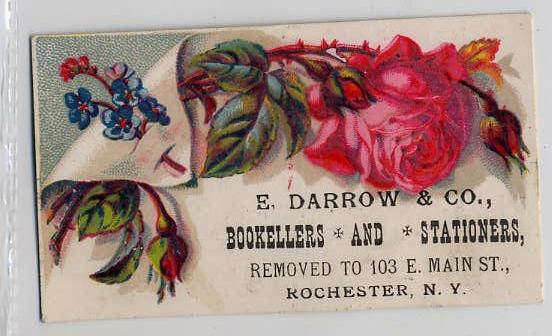 E. DARROW & CO.,
BOOKELLERS + AND + STATIONERS,
REMOVED TO 103 E. MAIN ST.,
ROCHESTER, N. Y.